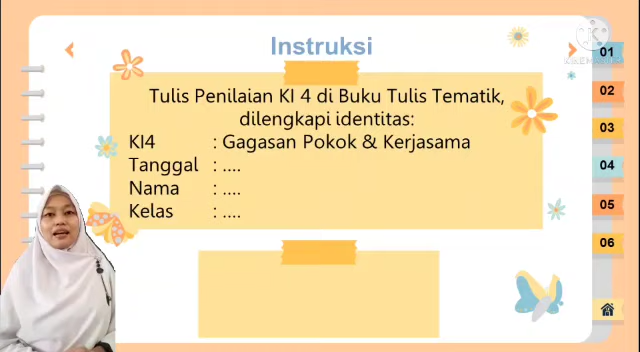 Instruksi
Tulis Penilaian KI 4 di Buku Tulis Tematik,
dilengkapi identitas:
KI4 : Gagasan Pokok & Kerjasama
Tanggal : ....
Nama : ....
Kelas : ....
01
02
03
04
05
06